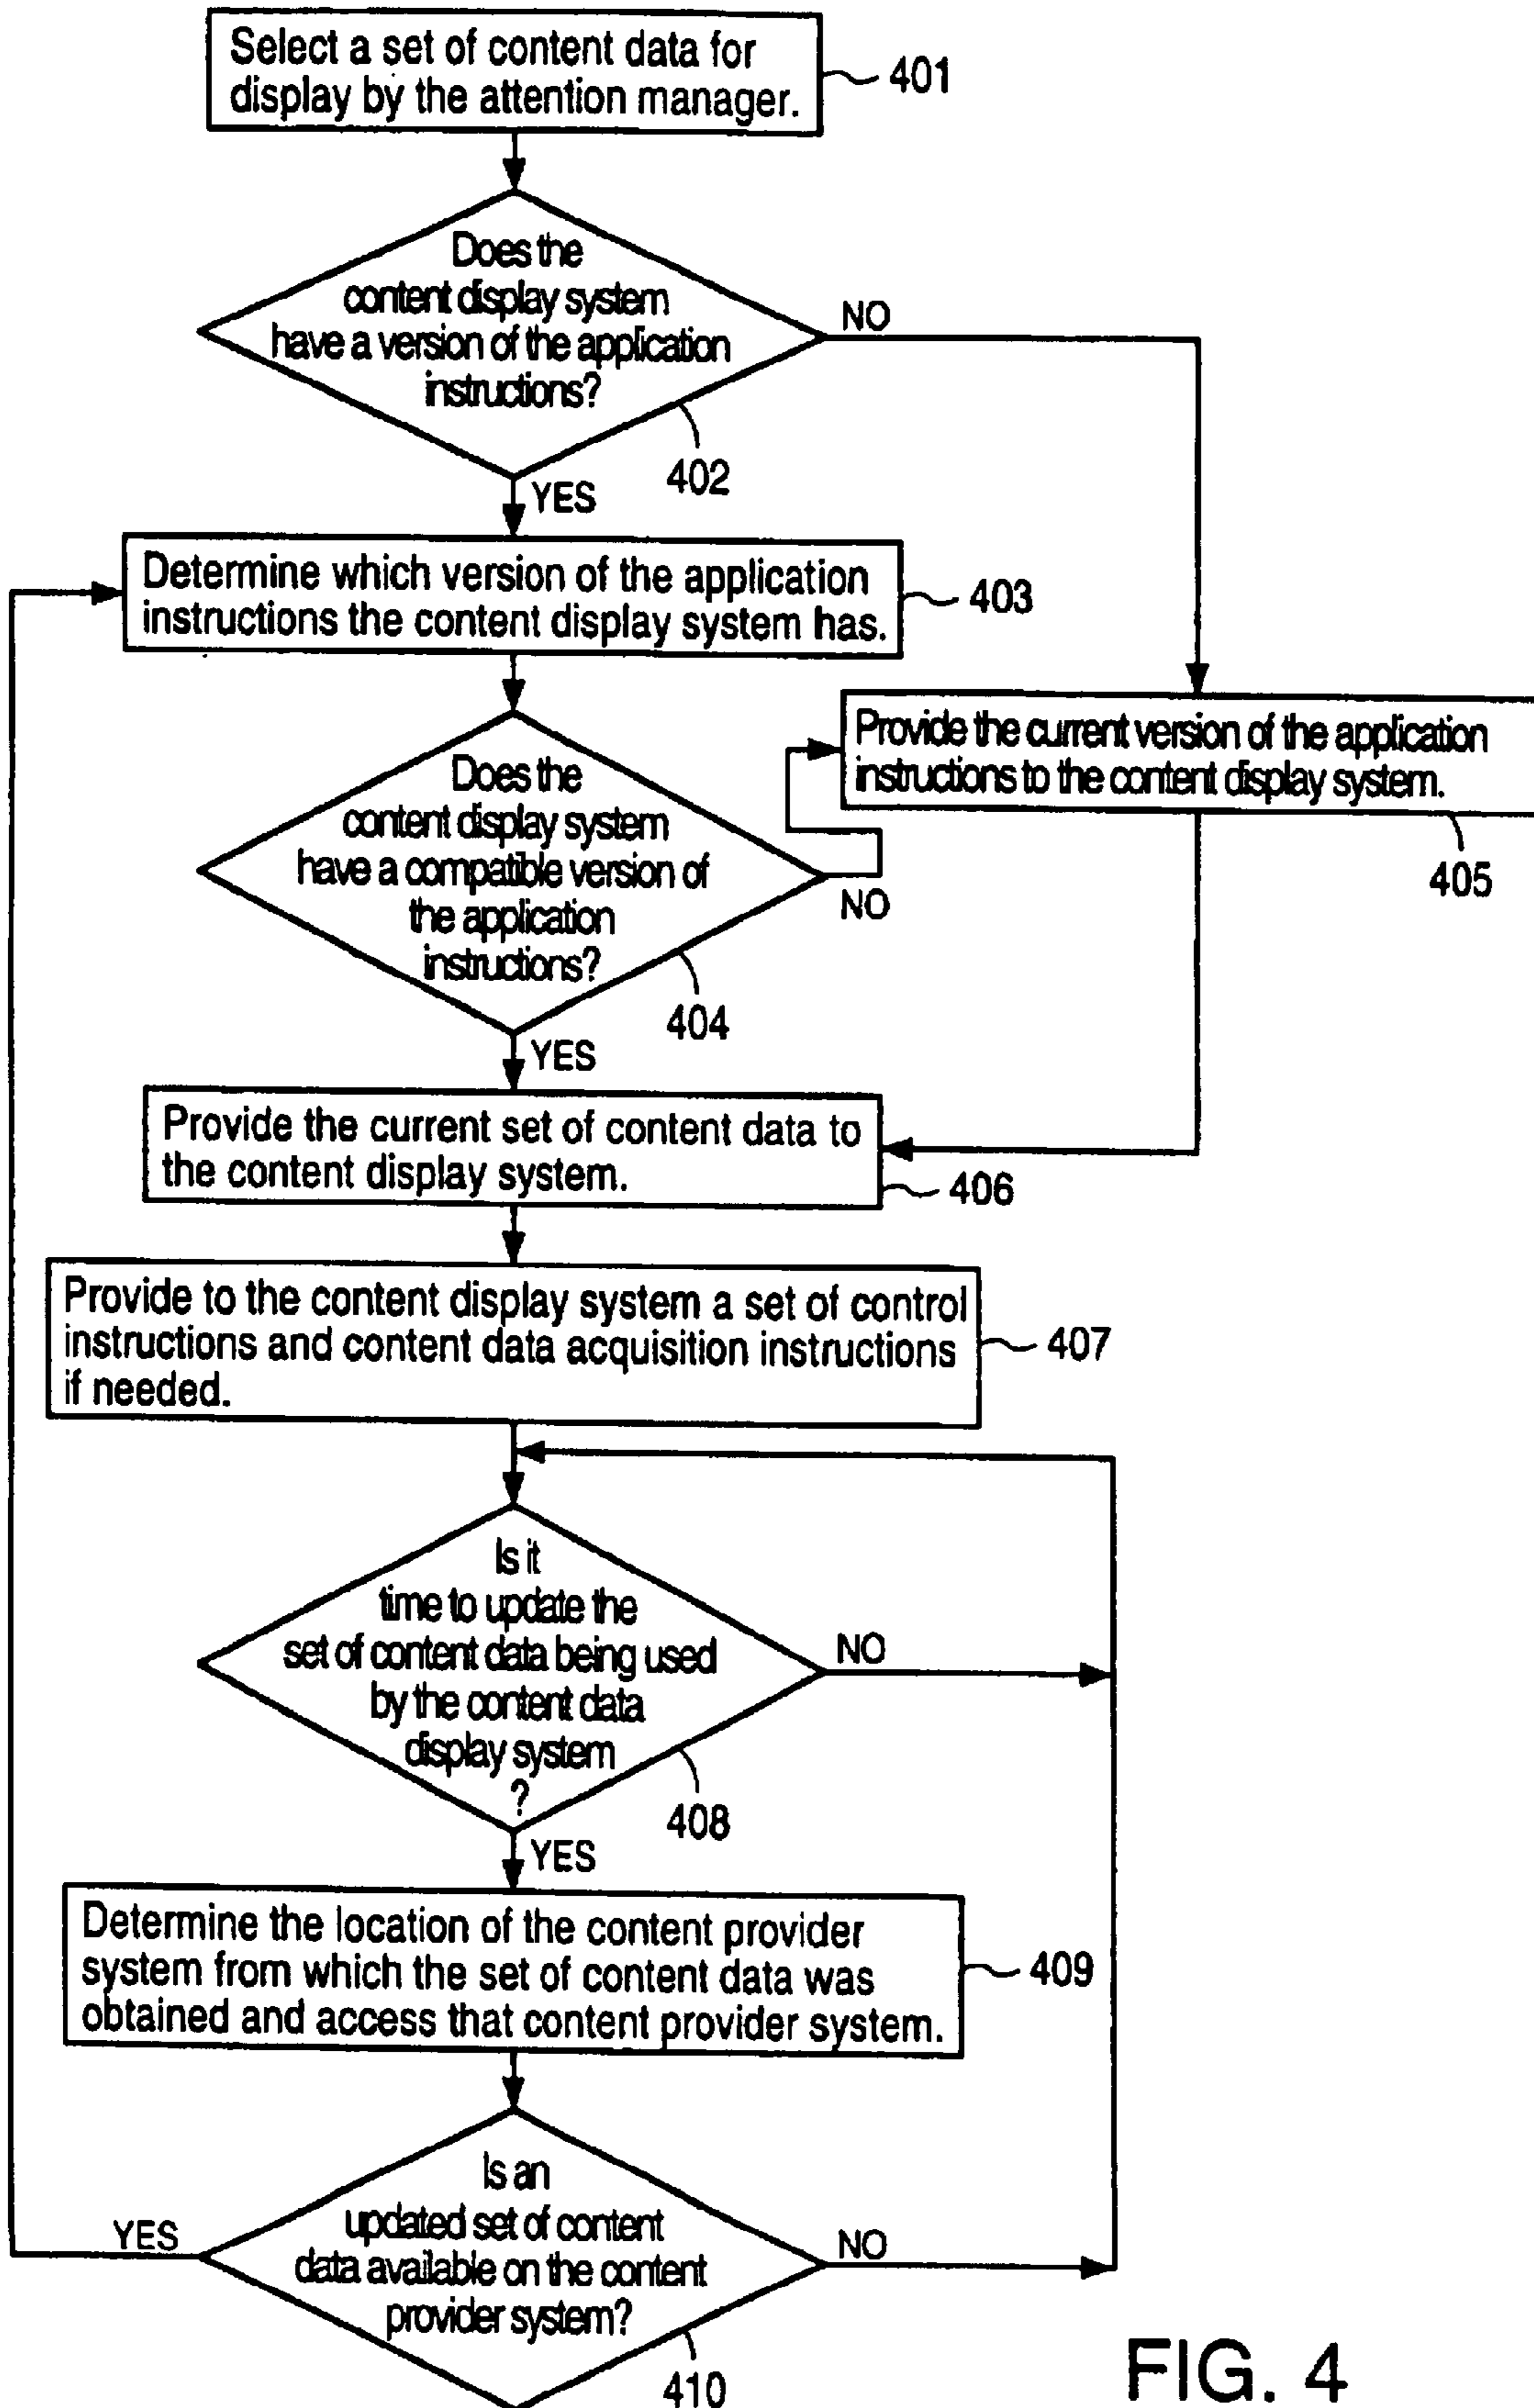 Select a set of content data for
display by the attention manager.
401
Does the
content display system
have a version of the application
instructions?
NO
402
YES
Determine which version of the application
instructions the content display system has.
403
Provide the current version of the application
instructions to the content display system.
405
Does the
content display system
have a compatible version of
the application
instructions?
NO
404
YES
Provide the current set of content data to
the content display system.
406
Provide to the content display system a set of control
instructions and content data acquisition instructions
if needed.
407
Is it
time to update the
set of content data being used
by the content data
display system
?
NO
408
YES
Determine the location of the content provider
system from which the set of content data was
obtained and access that content provider system.
409
Is an
updated set of content
data available on the content
provider system?
YES
NO
410
FIG. 4